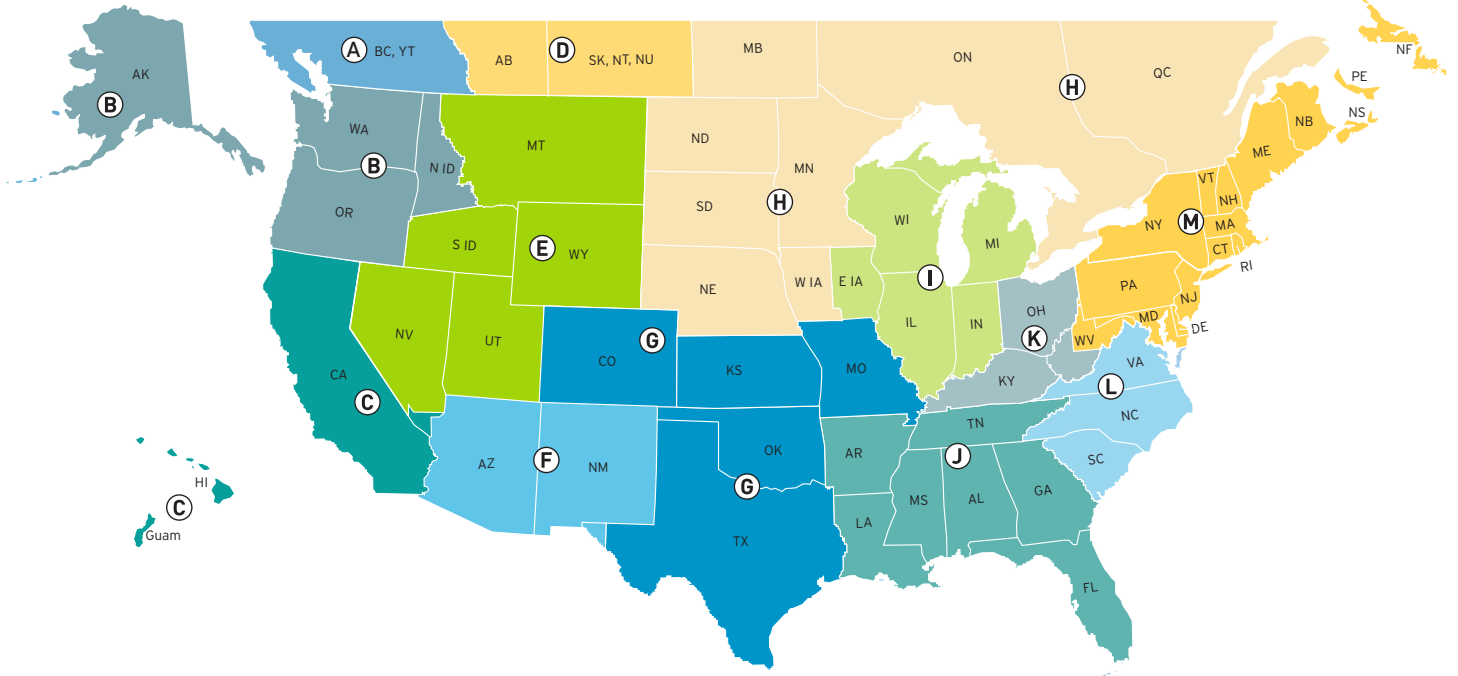 A BC, YT
AB
D SK, NT, NU
MB
ON
H
QC
NF
PE
NS
NB
ME
AK
B
WA
B
N ID
OR
MT
S ID
E WY
ND
SD
MN
H
NE
W IA
E IA
WI
MI
I
IL
IN
OH
K
KY
WV
VT
NH
NY
M
MA
CT
RI
PA
NJ
MD
DE
VA
L
NC
SC
NV
UT
CO
G
KS
MO
CA
C
AZ
F
NM
OK
G
TX
AR
LA
TN
J
MS
AL
GA
FL
HI
C
Guam